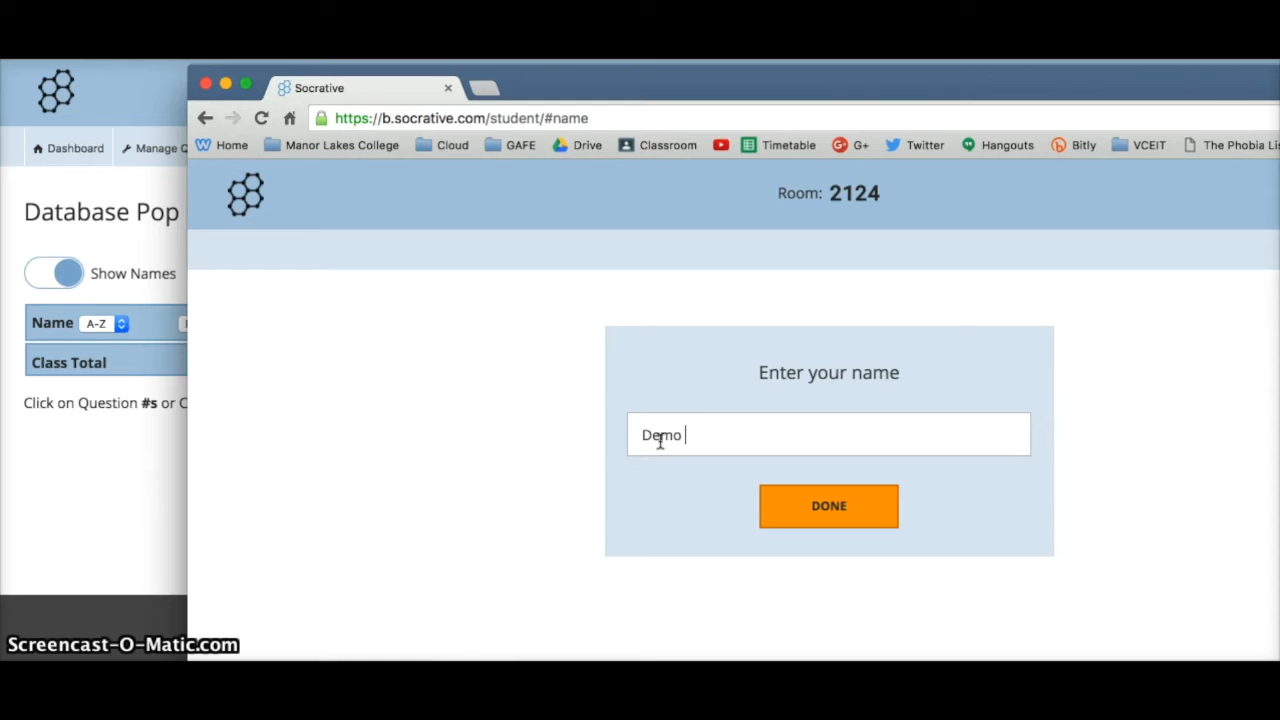 Socrative
https://b.socrative.com/student/#name
Home Manor Lakes College Cloud GAFE Drive Classroom Timetable G+ Twitter Hangouts Bitly VCEIT The Phobia Lis
Dashboard Manage Q
Room: 2124
Database Pop
Show Names
Name A-Z
Class Total
Click on Question #s or C
Enter your name
Demo
DONE
Screencast-O-Matic.com